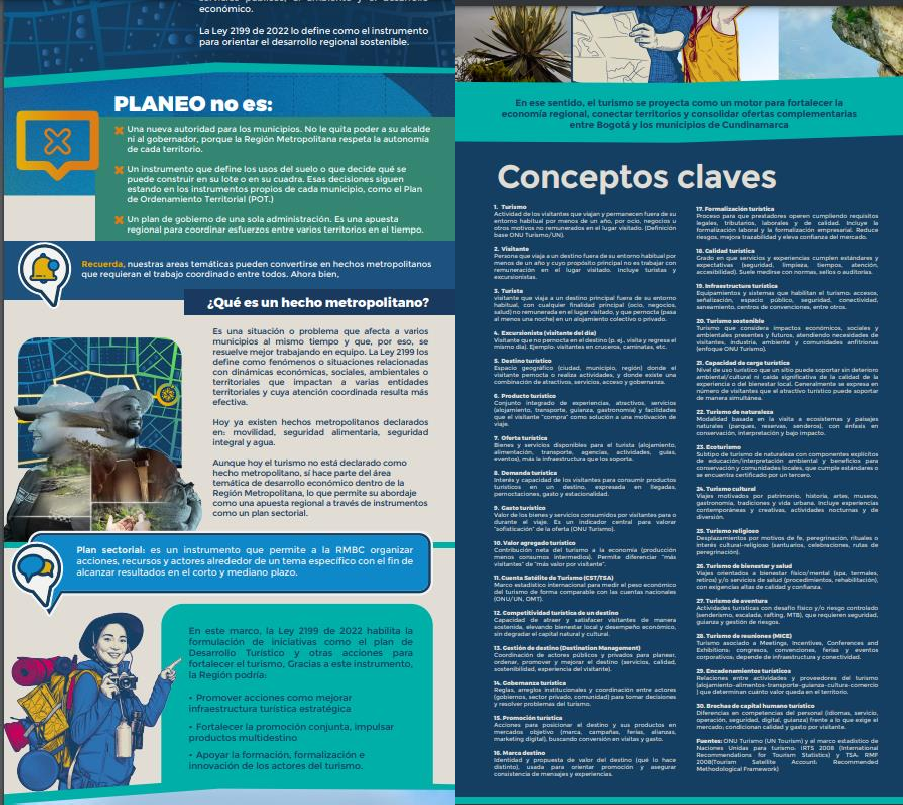 económico.
La Ley 2199 de 2022 lo define como el instrumento
para orientar el desarrollo regional sostenible.
PLANEO no es:
Una nueva autoridad para los municipios. No le quita poder a su alcalde
ni al gobernador, porque la Región Metropolitana respeta la autonomía
de cada territorio.
Un instrumento que define los usos del suelo o que decide qué se
puede construir en su lote o en su cuadra. Esas decisiones siguen
estando en los instrumentos propios de cada municipio, como el Plan
de Ordenamiento Territorial (POT.)
Un plan de gobierno de una sola administración. Es una apuesta
regional para coordinar esfuerzos entre varios territorios en el tiempo.
Recuerda, nuestras áreas temáticas pueden convertirse en hechos metropolitanos
que requieran el trabajo coordinado entre todos. Ahora bien,
¿Qué es un hecho metropolitano?
Es una situación o problema que afecta a varios
municipios al mismo tiempo y que, por eso, se
resuelve mejor trabajando en equipo. La Ley 2199 los
define como fenómenos o situaciones relacionadas
con dinámicas económicas, sociales, ambientales o
territoriales que impactan a varias entidades
territoriales y cuya atención coordinada resulta más
efectiva.
Hoy ya existen hechos metropolitanos declarados
en: movilidad, seguridad alimentaria, seguridad
integral y agua.
Aunque hoy el turismo no está declarado como
hecho metropolitano, sí hace parte del área
temática de desarrollo económico dentro de la
Región Metropolitana, lo que permite su abordaje
como una apuesta regional a través de instrumentos
como un plan sectorial.
Plan sectorial: es un instrumento que permite a la RMBC organizar
acciones, recursos y actores alrededor de un tema específico con el fin de
alcanzar resultados en el corto y mediano plazo.
En este marco, la Ley 2199 de 2022 habilita la
formulación de iniciativas como el plan de
Desarrollo Turístico y otras acciones para
fortalecer el turismo, Gracias a este instrumento,
la Región podría:
• Promover acciones como mejorar
infraestructura turística estratégica
• Fortalecer la promoción conjunta, impulsar
productos multidestino
• Apoyar la formación, formalización e
innovación de los actores del turismo.
En ese sentido, el turismo se proyecta como un motor para fortalecer la
economía regional, conectar territorios y consolidar ofertas complementarias
entre Bogotá y los municipios de Cundinamarca
Conceptos claves
1. Turismo
Actividad de los visitantes que viajan y permanecen fuera de su
entorno habitual por menos de un año, por ocio, negocios u
otros motivos no remunerados en el lugar visitado. (Definición
base ONU Turismo/UN).
2. Visitante
Persona que viaja a un destino fuera de su entorno habitual por
menos de un año y cuyo propósito principal no es trabajar con
remuneración en el lugar visitado. Incluye turistas y
excursionistas.
3. Turista
visitante que viaja a un destino principal fuera de su entorno
habitual, con cualquier finalidad principal (ocio, negocios,
salud) no remunerada en el lugar visitado, y que pernocta (pasa
al menos una noche) en un alojamiento colectivo o privado.
4. Excursionista (visitante del día)
Visitante que no pernocta en el destino (p. ej., visita y regresa el
mismo día). Ejemplo: visitantes en cruceros, caminatas, etc.
5. Destino turístico
Espacio geográfico (ciudad, municipio, región) donde el
visitante pernocta o realiza actividades, y donde existe una
combinación de atractivos, servicios, acceso y gobernanza.
6. Producto turístico
Conjunto integrado de experiencias, atractivos, servicios
(alojamiento, transporte, guianza, gastronomía) y facilidades
que el visitante "compra" como solución a una motivación de
viaje.
7. Oferta turística
Bienes y servicios disponibles para el turista (alojamiento,
alimentación, transporte, agencias, actividades, guías,
eventos), más la infraestructura que los soporta.
8. Demanda turística
Interés y capacidad de los visitantes para consumir productos
turísticos en un destino, expresada en llegadas,
pernoctaciones, gasto y estacionalidad.
9. Gasto turístico
Valor de los bienes y servicios consumidos por visitantes para o
durante el viaje. Es un indicador central para valorar
"sofisticación" de la oferta (ONU Turismo).
10. Valor agregado turístico
Contribución neta del turismo a la economía (producción
menos consumos intermedios). Permite diferenciar "más
visitantes" de "más valor por visitante".
11. Cuenta Satélite de Turismo (CST/TSA)
Marco estadístico internacional para medir el peso económico
del turismo de forma comparable con las cuentas nacionales
(ONU/UN, OMT).
12. Competitividad turística de un destino
Capacidad de atraer y satisfacer visitantes de manera
sostenida, elevando bienestar local y desempeño económico,
sin degradar el capital natural y cultural.
13. Gestión de destino (Destination Management)
Coordinación de actores públicos y privados para planear,
ordenar, promover y mejorar el destino (servicios, calidad,
sostenibilidad, experiencia del visitante).
14. Gobernanza turística
Reglas, arreglos institucionales y coordinación entre actores
(gobiernos, sector privado, comunidad) para tomar decisiones
y resolver problemas del turismo.
15. Promoción turística
Acciones para posicionar el destino y sus productos en
mercados objetivo (marca, campañas, ferias, alianzas,
marketing digital), buscando conversión en visitas y gasto.
16. Marca destino
Identidad y propuesta de valor del destino (qué lo hace
distinto), usada para orientar promoción y asegurar
consistencia de mensajes y experiencias.
17. Formalización turística
Proceso para que prestadores operen cumpliendo requisitos
legales, tributarios, laborales y de calidad. Incluye
formalización laboral y la formalización empresarial. Reduce
riesgos, mejora trazabilidad y eleva confianza del mercado.
18. Calidad turística
Grado en que servicios y experiencias cumplen estándares y
expectativas (seguridad, limpieza, tiempos, atención,
accesibilidad). Suele medirse con normas, sellos o auditorías.
19. Infraestructura turística
Equipamientos y sistemas que habilitan el turismo: accesos,
señalización, espacio público, seguridad, conectividad,
saneamiento, centros de convenciones, entre otros.
20. Turismo sostenible
Turismo que considera impactos económicos, sociales y
ambientales presentes y futuros, atendiendo necesidades de
visitantes, industria, ambiente y comunidades anfitrionas
(enfoque ONU Turismo).
21. Capacidad de carga turística
Nivel de uso turístico que un sitio puede soportar sin deterioro
ambiental/cultural ni caída significativa de la calidad de la
experiencia o del bienestar local. Generalmente se expresa en
número de visitantes que el atractivo turístico puede soportar
de manera simultánea.
22. Turismo de naturaleza
Modalidad basada en la visita a ecosistemas y paisajes
naturales (parques, reservas, senderos), con énfasis en
conservación, interpretación y bajo impacto.
23. Ecoturismo
Subtipo de turismo de naturaleza con componentes explícitos
de educación/interpretación ambiental y beneficios para
conservación y comunidades locales, que cumple estándares o
se encuentra certificado por un tercero.
24. Turismo cultural
Viajes motivados por patrimonio, historia, artes, museos,
gastronomía, tradiciones y vida urbana. Incluye experiencias
contemporáneas y creativas, actividades nocturnas y de
diversión.
25. Turismo religioso
Desplazamientos por motivos de fe, peregrinación, rituales o
interés cultural-religioso (santuarios, celebraciones, rutas de
peregrinación).
26. Turismo de bienestar y salud
Viajes orientados a bienestar físico/mental (spa, termales,
retiros) y/o servicios de salud (procedimientos, rehabilitación),
con exigencias altas de calidad y confianza.
27. Turismo de aventura
Actividades turísticas con desafío físico y/o riesgo controlado
(senderismo, escalada, rafting, MTB), que requieren seguridad,
guianza y gestión de riesgos.
28. Turismo de reuniones (MICE)
Turismo asociado a Meetings, Incentives, Conferences and
Exhibitions: congresos, convenciones, ferias y eventos
corporativos; depende de infraestructura y conectividad.
29. Encadenamientos turísticos
Relaciones entre actividades y proveedores del turismo
(alojamiento-alimentos-transporte-guianza-cultura-comercio
) que determinan cuánto valor queda en el territorio.
30. Brechas de capital humano turístico
Diferencias en competencias del personal (idiomas, servicio,
operación, seguridad, digital, guianza) frente a lo que exige el
mercado; condicionan calidad y gasto por visitante.
Fuentes: ONU Turismo (UN Tourism) y el marco estadístico de
Naciones Unidas para turismo: IRTS 2008 (International
Recommendations for Tourism Statistics) y TSA: RMF
2008(Tourism Satellite Account: Recommended
Methodological Framework)